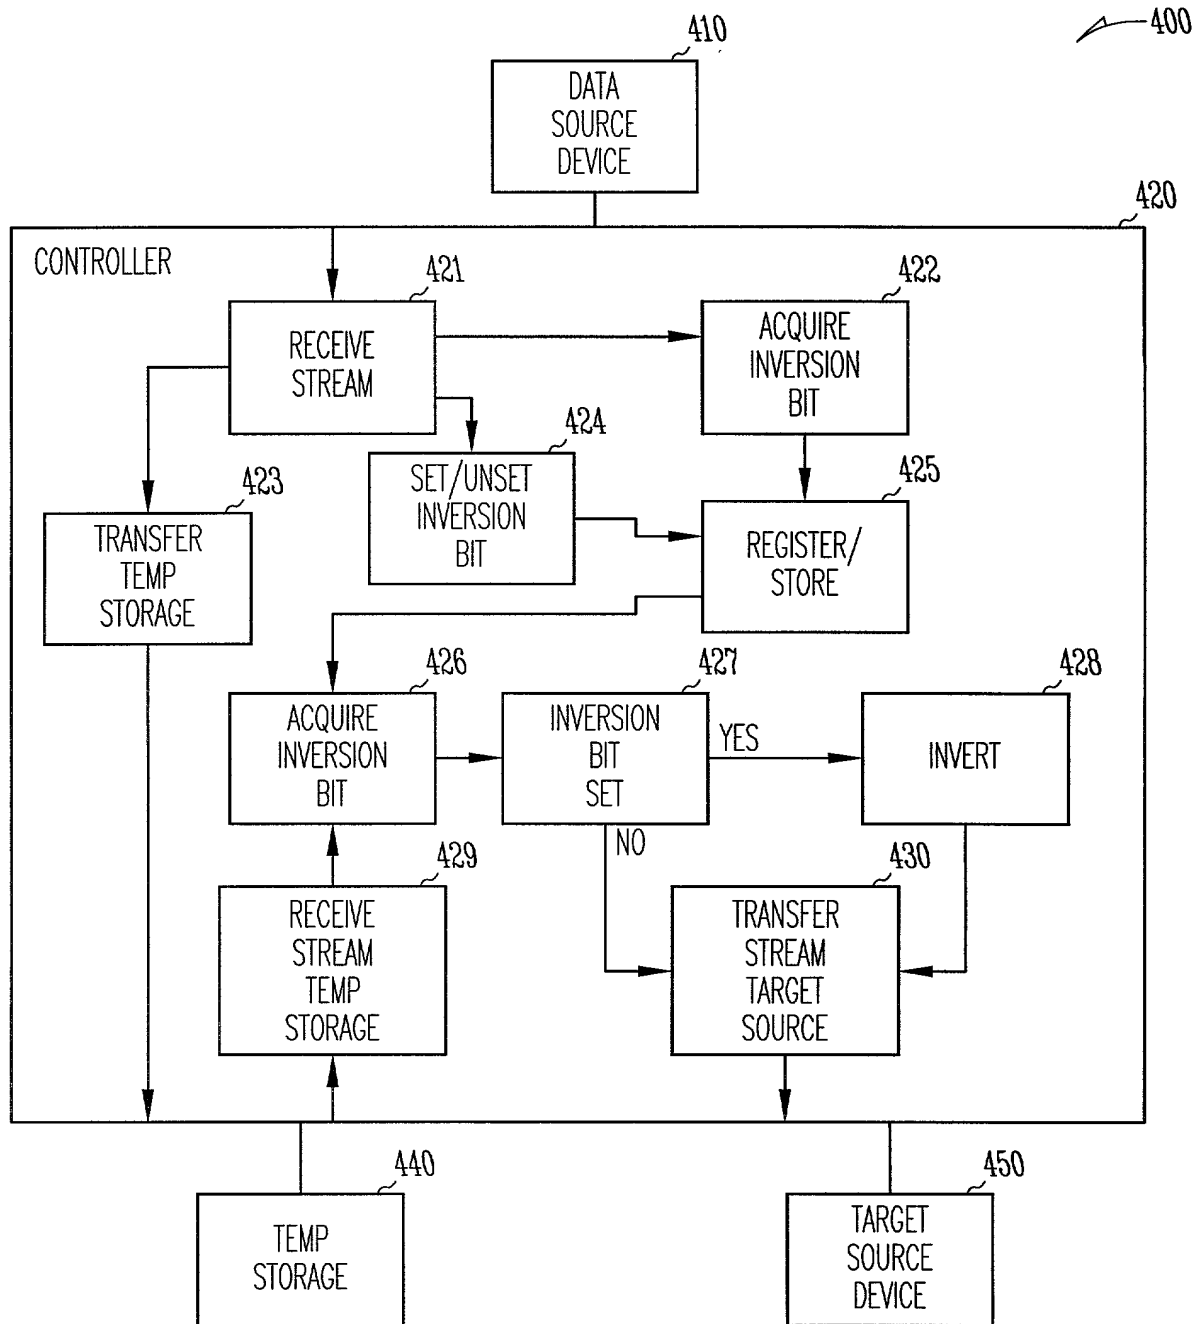 400
410
DATA
SOURCE
DEVICE
420
CONTROLLER
421
RECEIVE
STREAM
422
ACQUIRE
INVERSION
BIT
423
TRANSFER
TEMP
STORAGE
424
SET/UNSET
INVERSION
BIT
425
REGISTER/
STORE
426
ACQUIRE
INVERSION
BIT
427
INVERSION
BIT
SET
YES
NO
428
INVERT
429
RECEIVE
STREAM
TEMP
STORAGE
430
TRANSFER
STREAM
TARGET
SOURCE
440
TEMP
STORAGE
450
TARGET
SOURCE
DEVICE